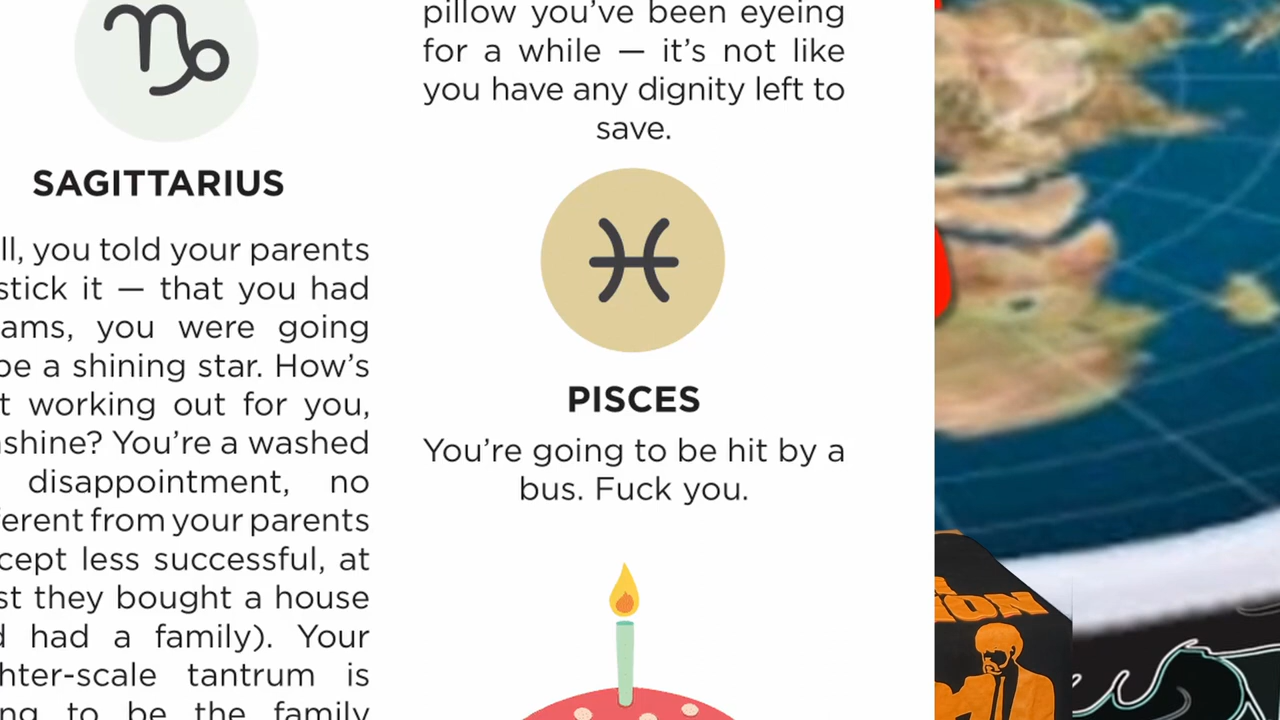 SAGITTARIUS
you told your parents
stick it — that you had
you were going
be a shining star. How's
working out for you,
You're a washed
disappointment, no
from your parents
less successful, at
they bought a house
had a family). Your
tantrum is
to be the family
pillow you've been eyeing
for a while — it's not like
you have any dignity left to
save.
PISCES
You're going to be hit by a
bus. Fuck you.